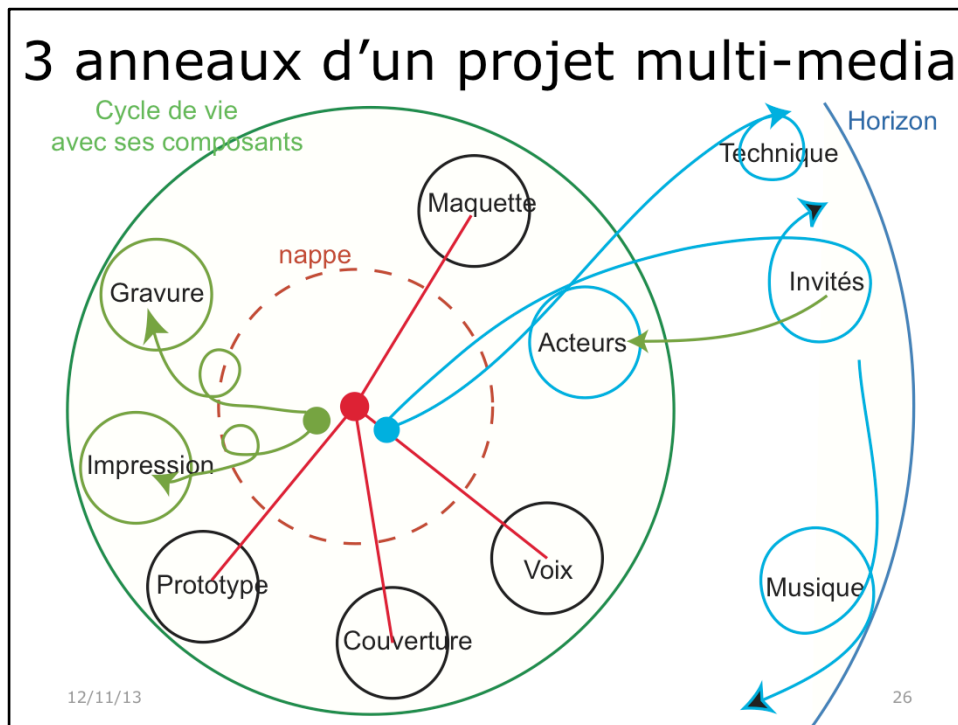 3 anneaux d’un projet multi-media
Cycle de vie
avec ses composants
Horizon
Technique
Maquette
nappe
Gravure
Invités
Acteurs
Impression
Prototype
Voix
Musique
Couverture
12/11/13
26